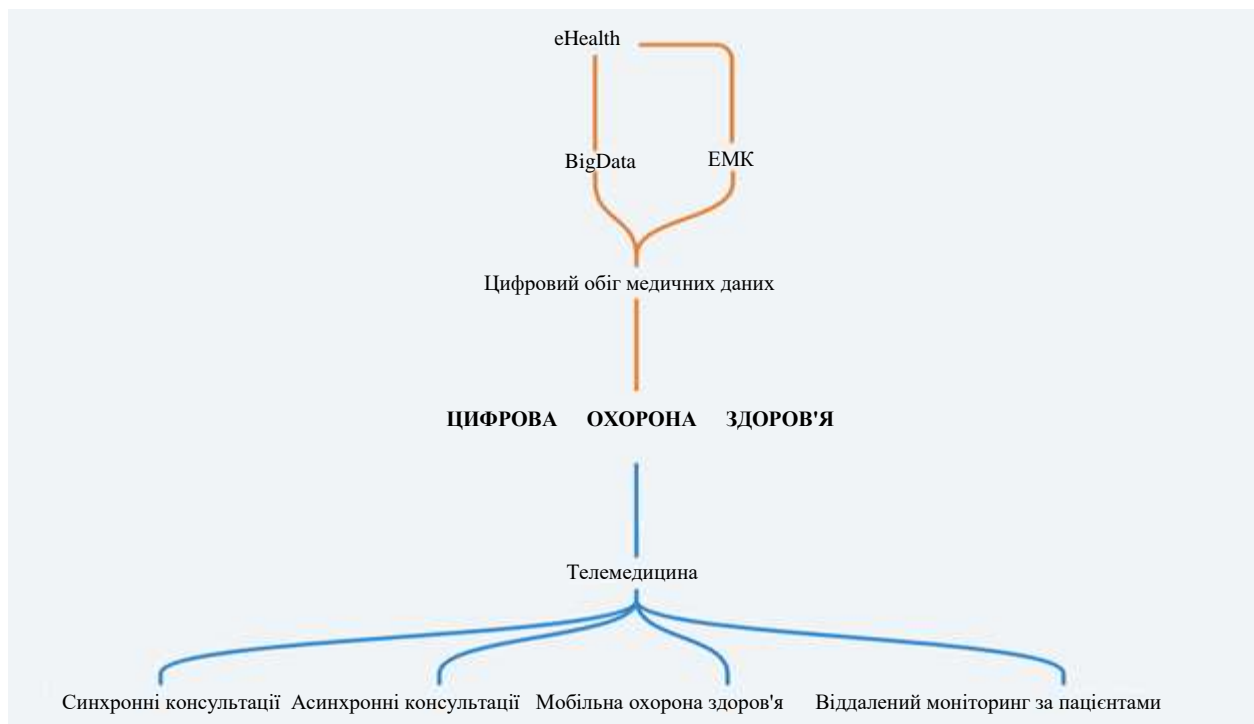 eHealth
BigData ЕМК
Цифровий обіг медичних даних
ЦИФРОВА ОХОРОНА ЗДОРОВ'Я
Телемедицина
Синхронні консультації Асинхронні консультації Мобільна охорона здоров'я Віддалений моніторинг за пацієнтами